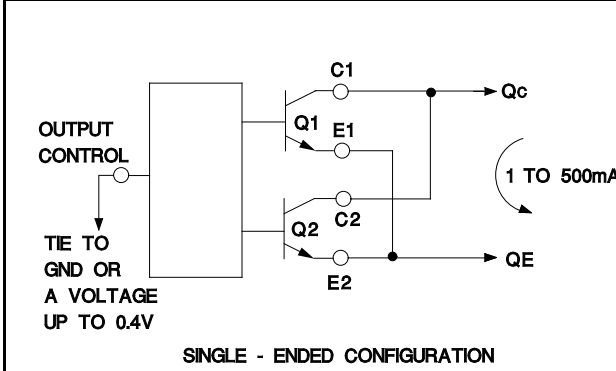 C1
Qc
Q1
OUTPUT
CONTROL
E1
1 TO 500mA
C2
Q2
TIE TO
GND OR
A VOLTAGE
UP TO 0.4V
QE
E2
SINGLE - ENDED CONFIGURATION